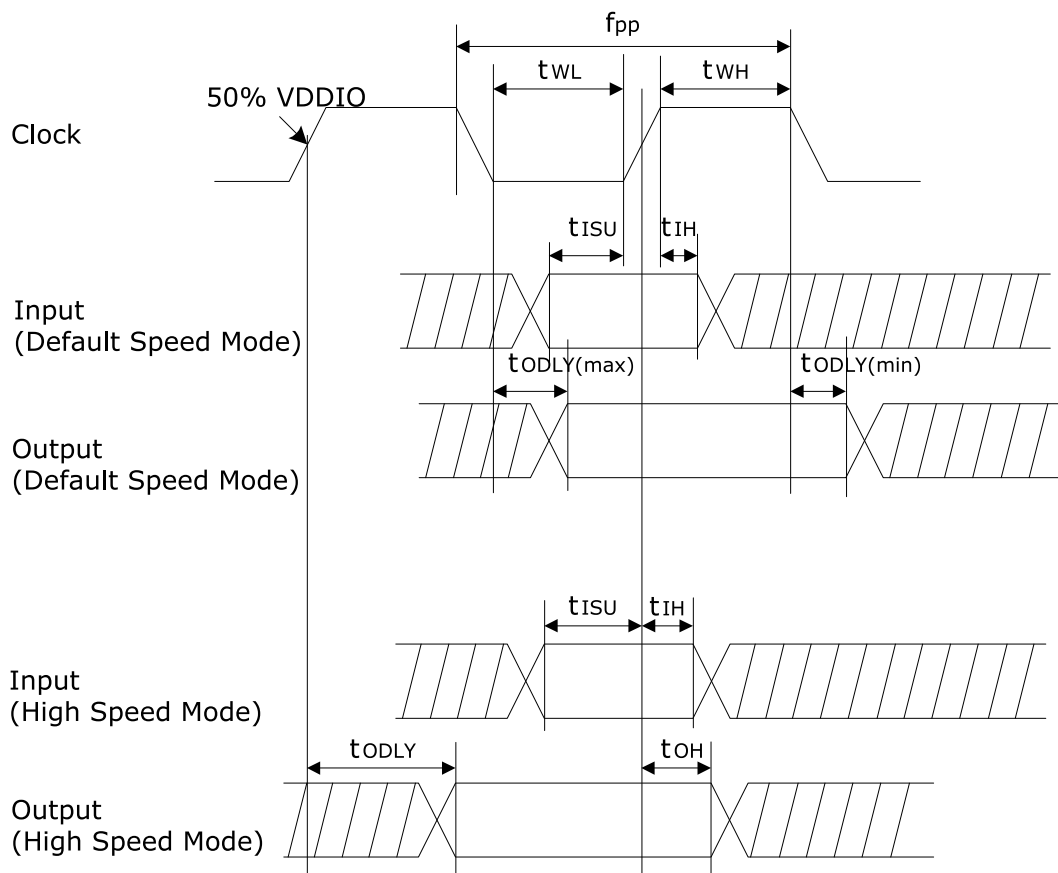 fpp
tWL
tWH
50% VDDIO
Clock
tISU
tIH
Input
(Default Speed Mode)
tODLY(max)
tODLY(min)
Output
(Default Speed Mode)
tISU
tIH
Input
(High Speed Mode)
tODLY
tOH
Output
(High Speed Mode)